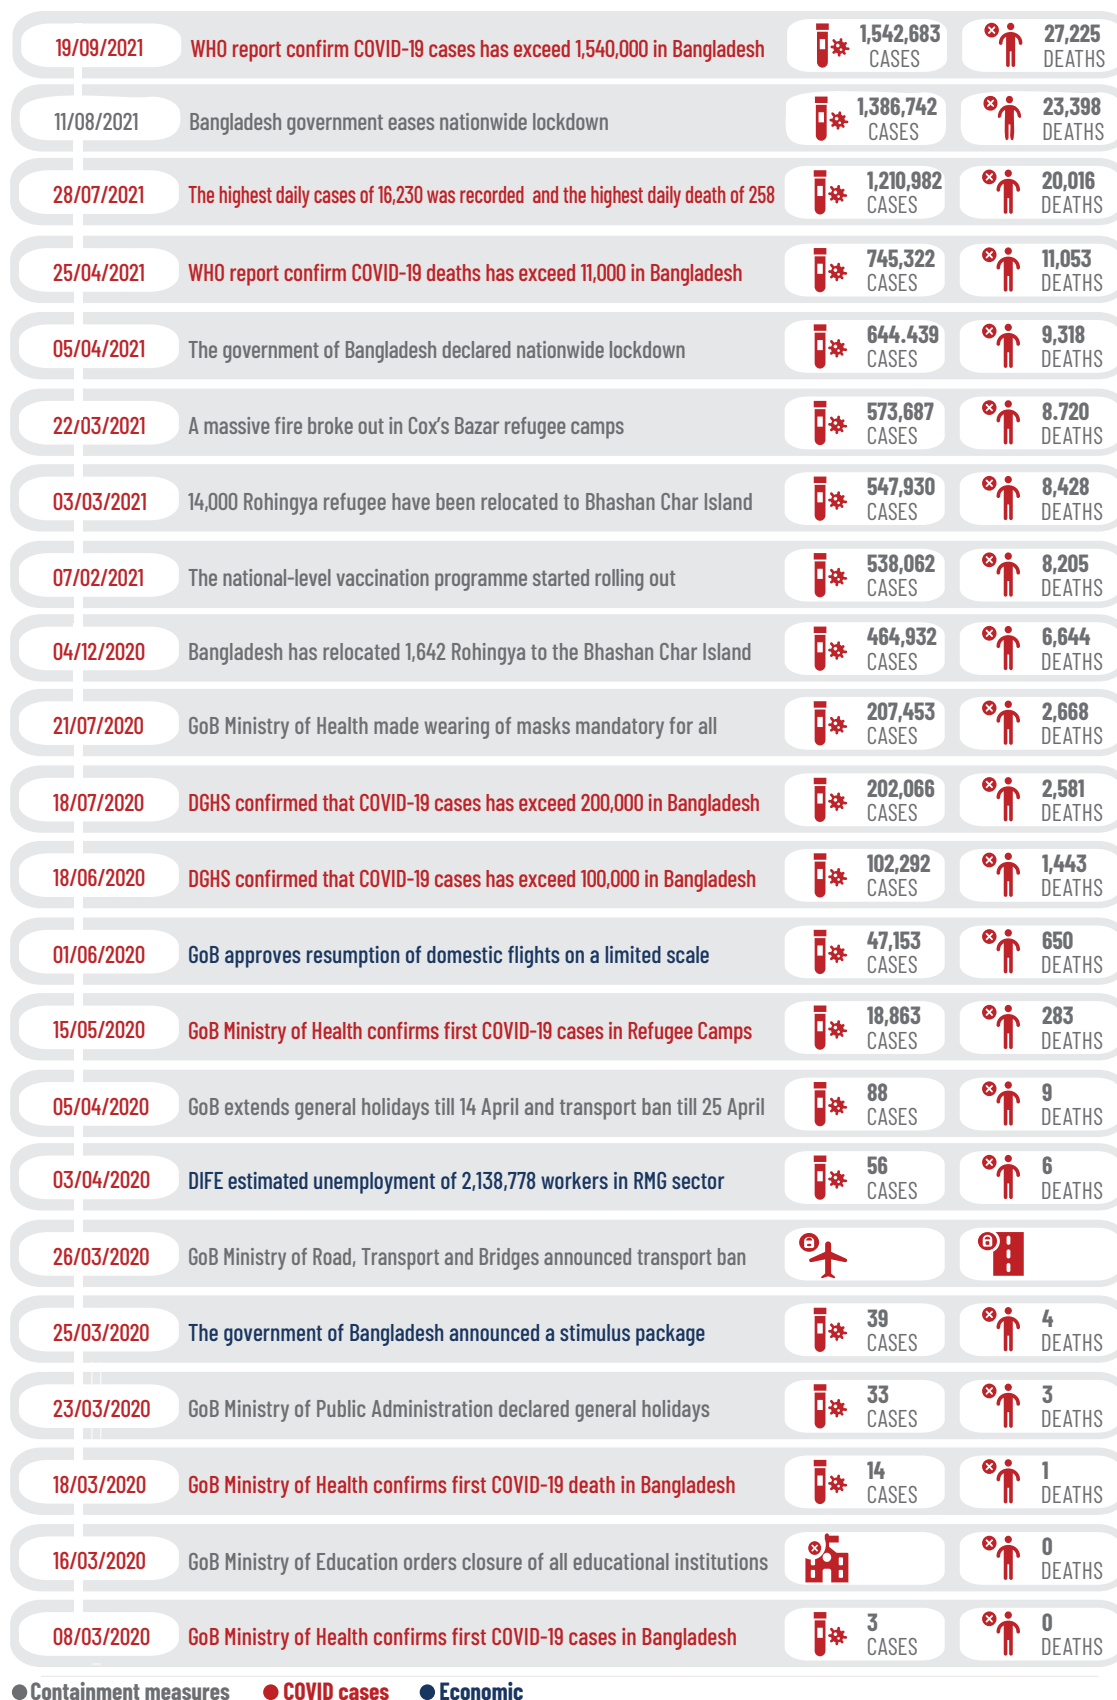 19/09/2021 WHO report confirm COVID-19 cases has exceed 1,540,000 in Bangladesh 1,542,683 CASES 27,225 DEATHS
11/08/2021 Bangladesh government eases nationwide lockdown 1,386,742 CASES 23,398 DEATHS
28/07/2021 The highest daily cases of 16,230 was recorded and the highest daily death of 258 1,210,982 CASES 20,016 DEATHS
25/04/2021 WHO report confirm COVID-19 deaths has exceed 11,000 in Bangladesh 745,322 CASES 11,053 DEATHS
05/04/2021 The government of Bangladesh declared nationwide lockdown 644.439 CASES 9,318 DEATHS
22/03/2021 A massive fire broke out in Cox's Bazar refugee camps 573,687 CASES 8.720 DEATHS
03/03/2021 14,000 Rohingya refugee have been relocated to Bhashan Char Island 547,930 CASES 8,428 DEATHS
07/02/2021 The national-level vaccination programme started rolling out 538,062 CASES 8,205 DEATHS
04/12/2020 Bangladesh has relocated 1,642 Rohingya to the Bhashan Char Island 464,932 CASES 6,644 DEATHS
21/07/2020 GoB Ministry of Health made wearing of masks mandatory for all 207,453 CASES 2,668 DEATHS
18/07/2020 DGHS confirmed that COVID-19 cases has exceed 200,000 in Bangladesh 202,066 CASES 2,581 DEATHS
18/06/2020 DGHS confirmed that COVID-19 cases has exceed 100,000 in Bangladesh 102,292 CASES 1,443 DEATHS
01/06/2020 GoB approves resumption of domestic flights on a limited scale 47,153 CASES 650 DEATHS
15/05/2020 GoB Ministry of Health confirms first COVID-19 cases in Refugee Camps 18,863 CASES 283 DEATHS
05/04/2020 GoB extends general holidays till 14 April and transport ban till 25 April 88 CASES 9 DEATHS
03/04/2020 DIFE estimated unemployment of 2,138,778 workers in RMG sector 56 CASES 6 DEATHS
26/03/2020 GoB Ministry of Road, Transport and Bridges announced transport ban
25/03/2020 The government of Bangladesh announced a stimulus package 39 CASES 4 DEATHS
23/03/2020 GoB Ministry of Public Administration declared general holidays 33 CASES 3 DEATHS
18/03/2020 GoB Ministry of Health confirms first COVID-19 death in Bangladesh 14 CASES 1 DEATHS
16/03/2020 GoB Ministry of Education orders closure of all educational institutions 0 DEATHS
08/03/2020 GoB Ministry of Health confirms first COVID-19 cases in Bangladesh 3 CASES 0 DEATHS
Containment measures COVID cases Economic